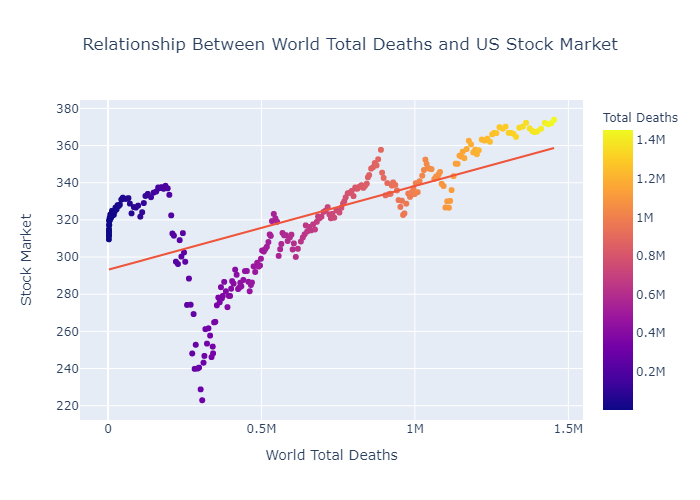 Relationship Between World Total Deaths and US Stock Market
Total Deaths
380
360
340
320
300
280
260
240
220
Stock Market
0
0.5M
1M
1.5M
World Total Deaths
1.4M
1.2M
1M
0.8M
0.6M
0.4M
0.2M